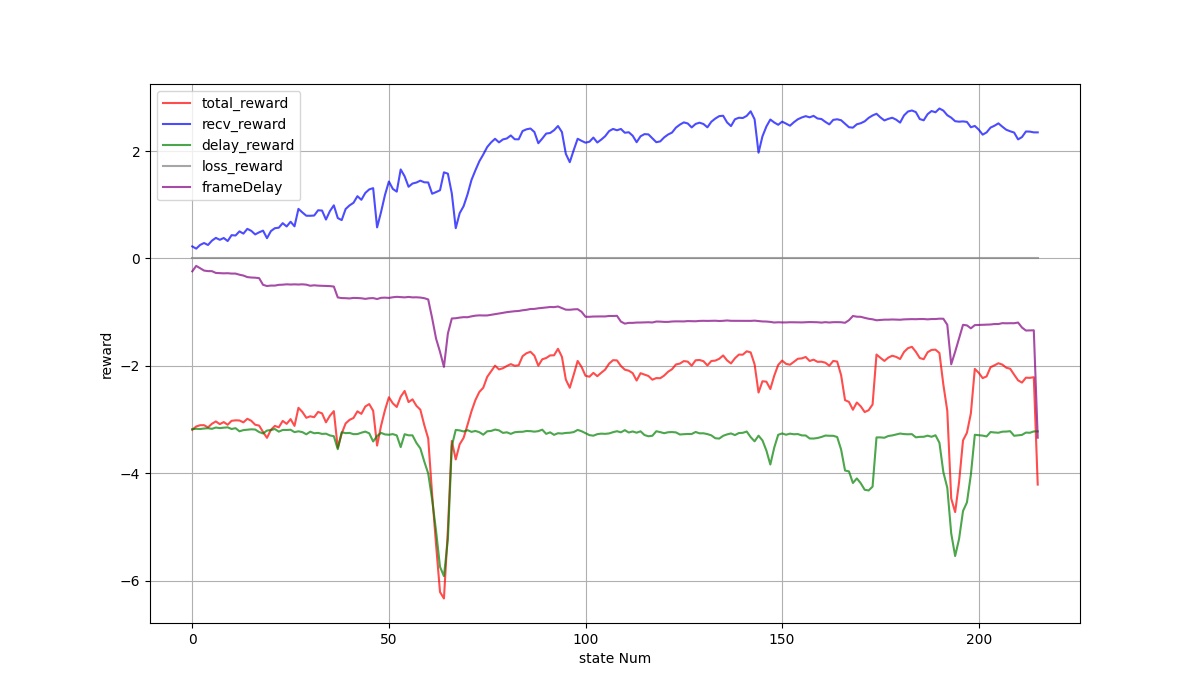 total_reward
recv_reward
delay_reward
loss_reward
frameDelay
2
0
−2
−4
−6
reward
0
50
100
150
200
state Num